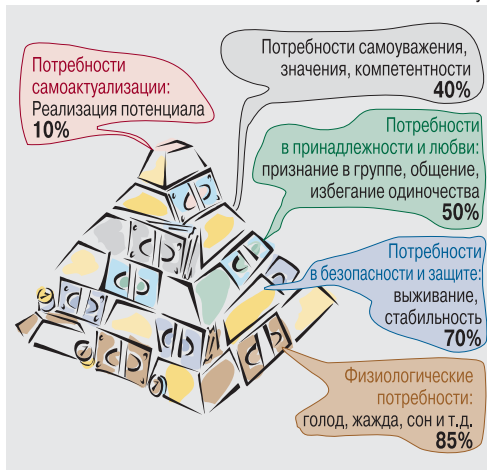 Потребности
самоактуализации:
Реализация потенциала
10%
Потребности самоуважения,
значения, компетентности
40%
Потребности
в принадлежности и любви:
признание в группе, общение,
избегание одиночества
50%
Потребности
в безопасности и защите:
выживание,
стабильность
70%
Физиологические
потребности:
голод, жажда, сон и т.д.
85%